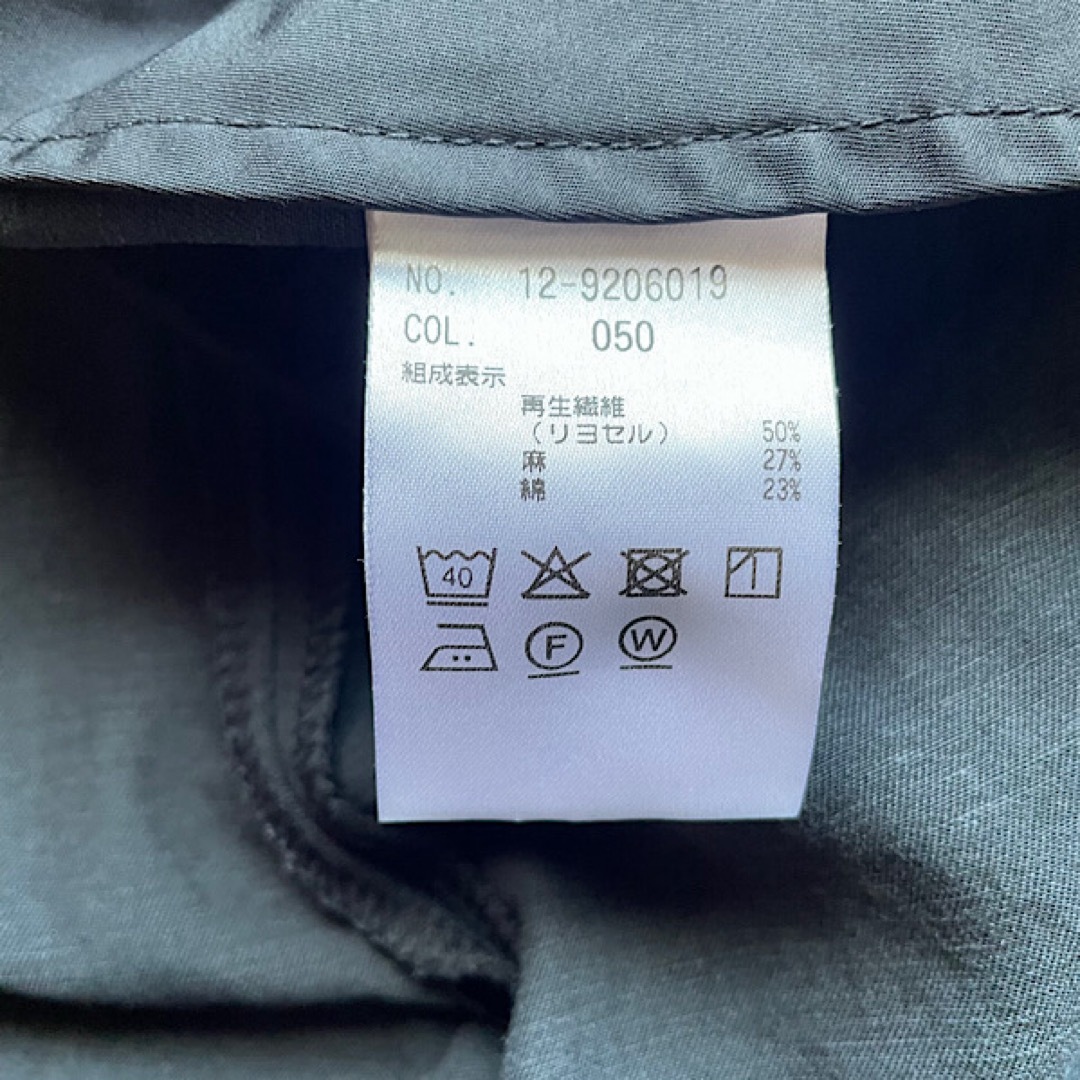 NO. 12-9206019
COL. 050
組成表示
再生繊維
(リヨセル) 50%
麻 27%
綿 23%
40
F W